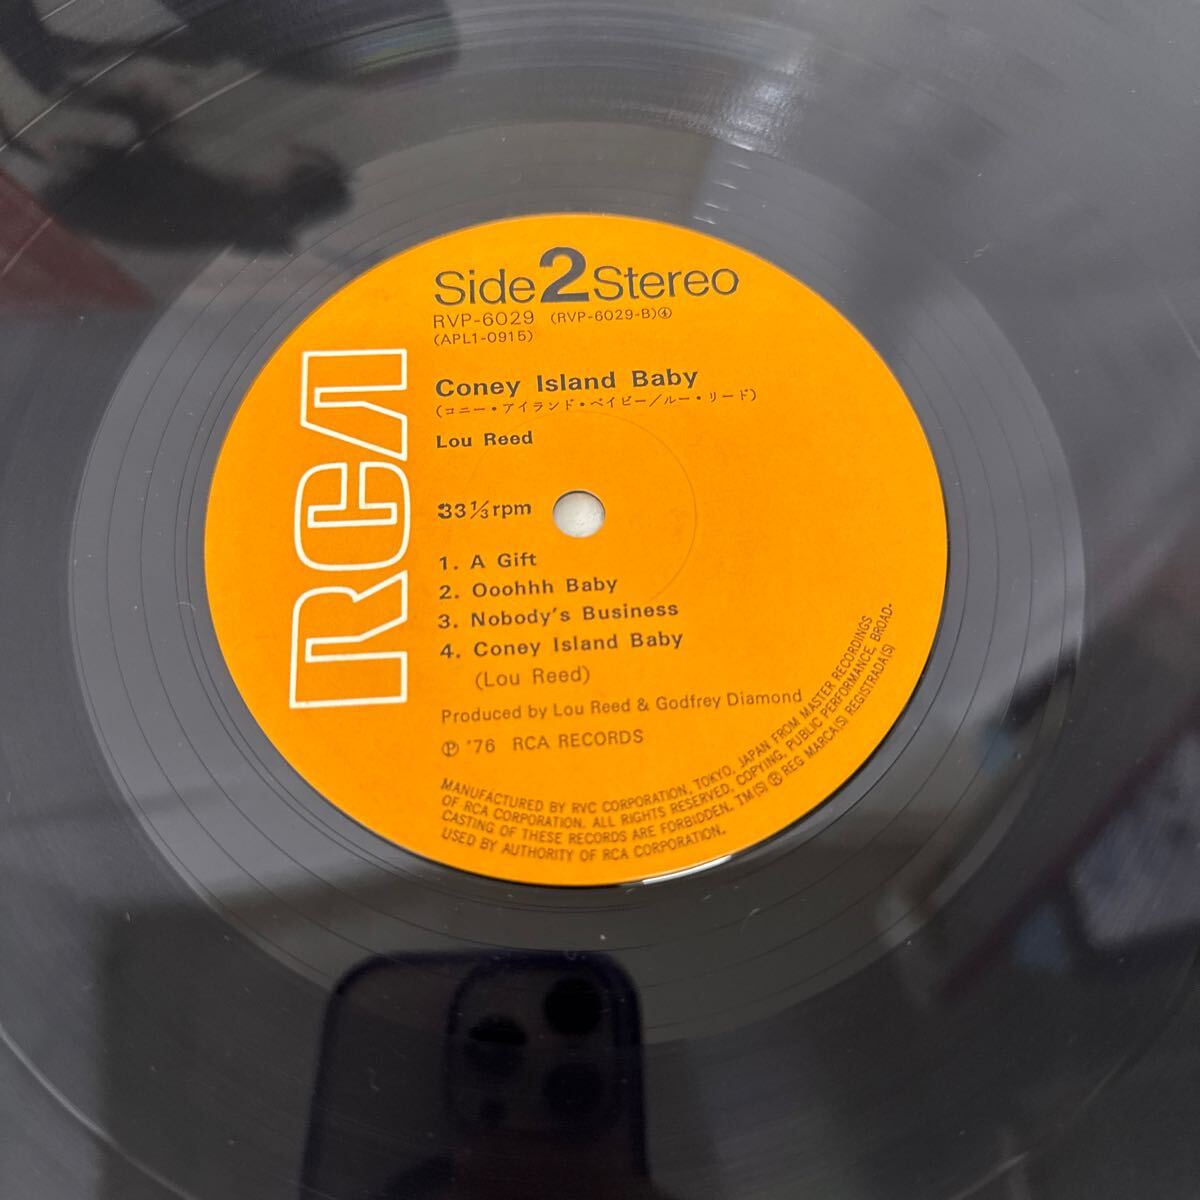 RCA
Side 2 Stereo
RVP-6029 (RVP-6029-B)④
(APL1-0915)
Coney Island Baby
(コニー・アイランド・ベイビー/ルー・リード)
Lou Reed
33⅓rpm
1. A Gift
2. Ooohhh Baby
3. Nobody's Business
4. Coney Island Baby
(Lou Reed)
Produced by Lou Reed & Godfrey Diamond
Ⓟ '76 RCA RECORDS
MANUFACTURED BY RVC CORPORATION, TOKYO, JAPAN FROM MASTER RECORDINGS
OF RCA CORPORATION. ALL RIGHTS RESERVED. COPYING, PUBLIC PERFORMANCE, BROAD-
CASTING OF THESE RECORDS ARE FORBIDDEN. TM(S) Ⓡ REG MARCA(S) REGISTRADA(S)
USED BY AUTHORITY OF RCA CORPORATION.